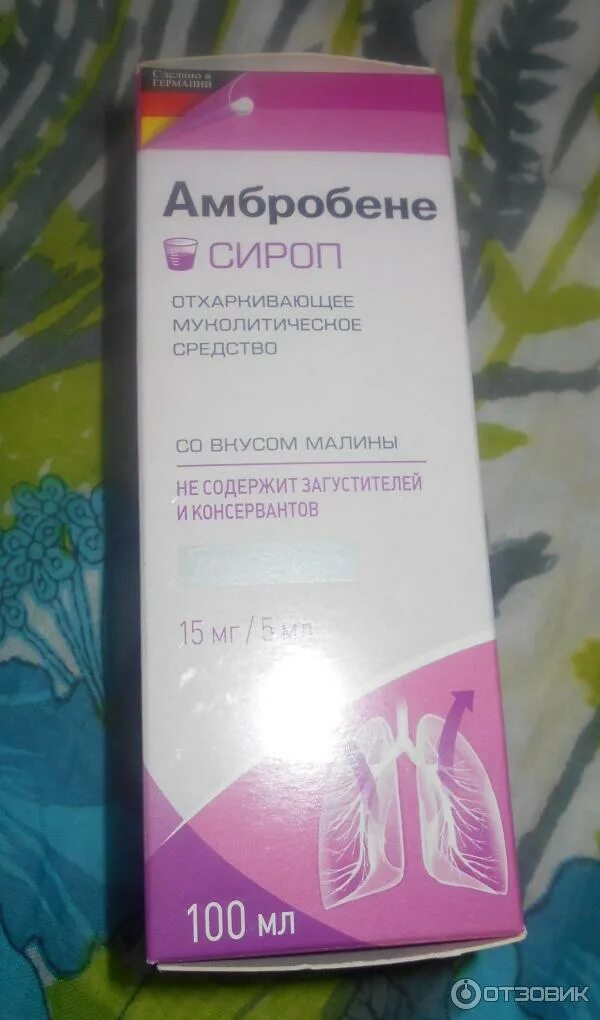 Сделано в
ГЕРМАНИИ
Амбробене
СИРОП
ОТХАРКИВАЮЩЕЕ
МУКОЛИТИЧЕСКОЕ
СРЕДСТВО
СО ВКУСОМ МАЛИНЫ
НЕ СОДЕРЖИТ ЗАГУСТИТЕЛЕЙ
И КОНСЕРВАНТОВ
15 мг / 5 мл
100 мл
ОТЗОВИК